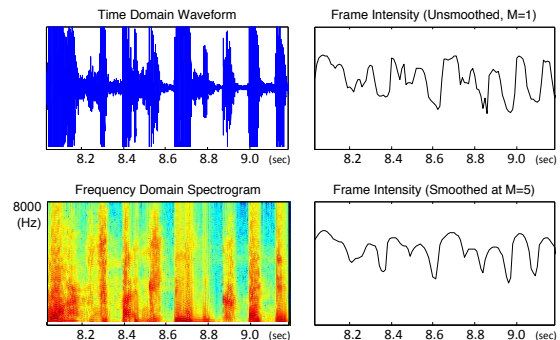 Time Domain Waveform
8.2 8.4 8.6 8.8 9.0 (sec)
Frame Intensity (Unsmoothed, M=1)
8.2 8.4 8.6 8.8 9.0 (sec)
Frequency Domain Spectrogram
8000
(Hz)
8.2 8.4 8.6 8.8 9.0 (sec)
Frame Intensity (Smoothed at M=5)
8.2 8.4 8.6 8.8 9.0 (sec)